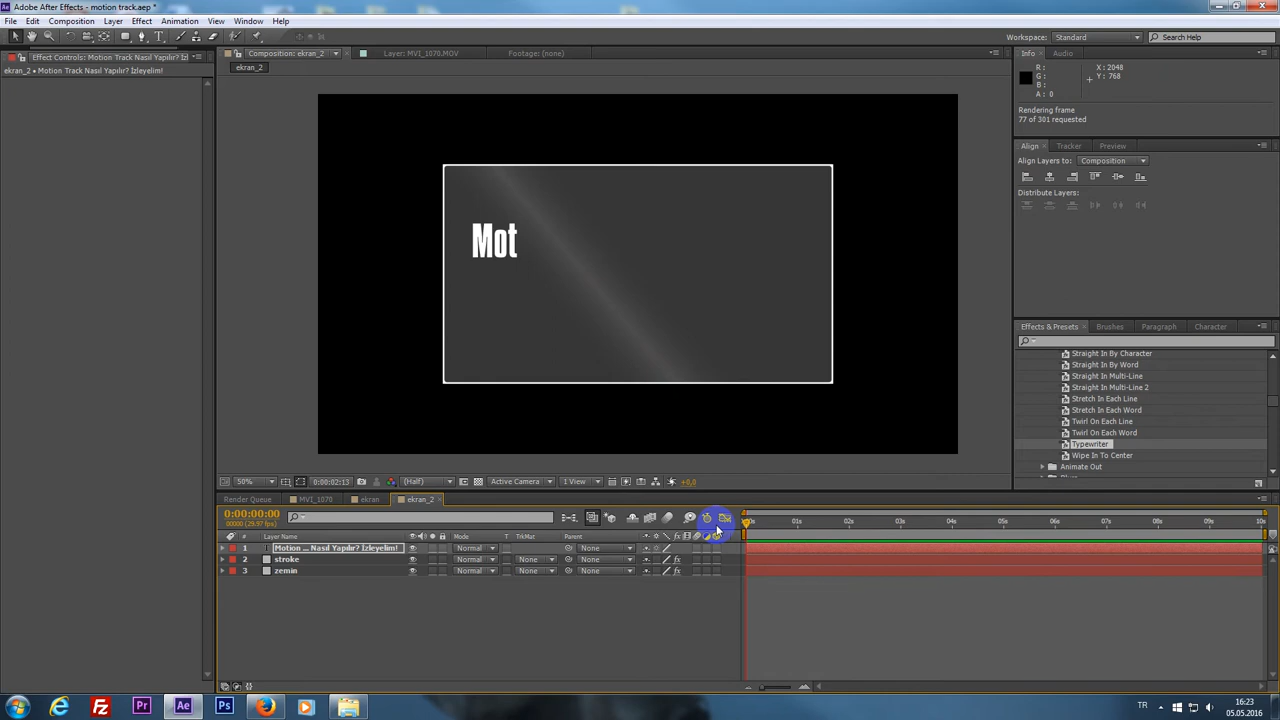 Adobe After Effects - motion track.aep *
File Edit Composition Layer Effect Animation View Window Help
Workspace: Standard Search Help
Effect Controls: Motion Track Nasıl Yapılır? İz
ekran_2 • Motion Track Nasıl Yapılır? İzleyelim!
Composition: ekran_2 Layer: MVI_1070.MOV Footage: (none)
ekran_2
Mot
Info Audio
R: X: 2048
G: Y: 768
B:
A: 0
Rendering frame
77 of 301 requested
Align Tracker Preview
Align Layers to: Composition
Distribute Layers:
Effects & Presets Brushes Paragraph Character
Straight In By Character
Straight In By Word
Straight In Multi-Line
Straight In Multi-Line 2
Stretch In Each Line
Stretch In Each Word
Twirl On Each Line
Twirl On Each Word
Typewriter
Wipe In To Center
Animate Out
50% 0:00:02:13 (Half) Active Camera 1 View +0,0
Render Queue MVI_1070 ekran ekran_2
0:00:00:00
00000 (29.97 fps)
01s 02s 03s 04s 05s 06s 07s 08s 09s 10s
# Layer Name Mode T TrkMat Parent
1 Motion ... Nasıl Yapılır? İzleyelim! Normal None
2 stroke Normal None None
3 zemin Normal None None
TR 16:23
05.05.2016